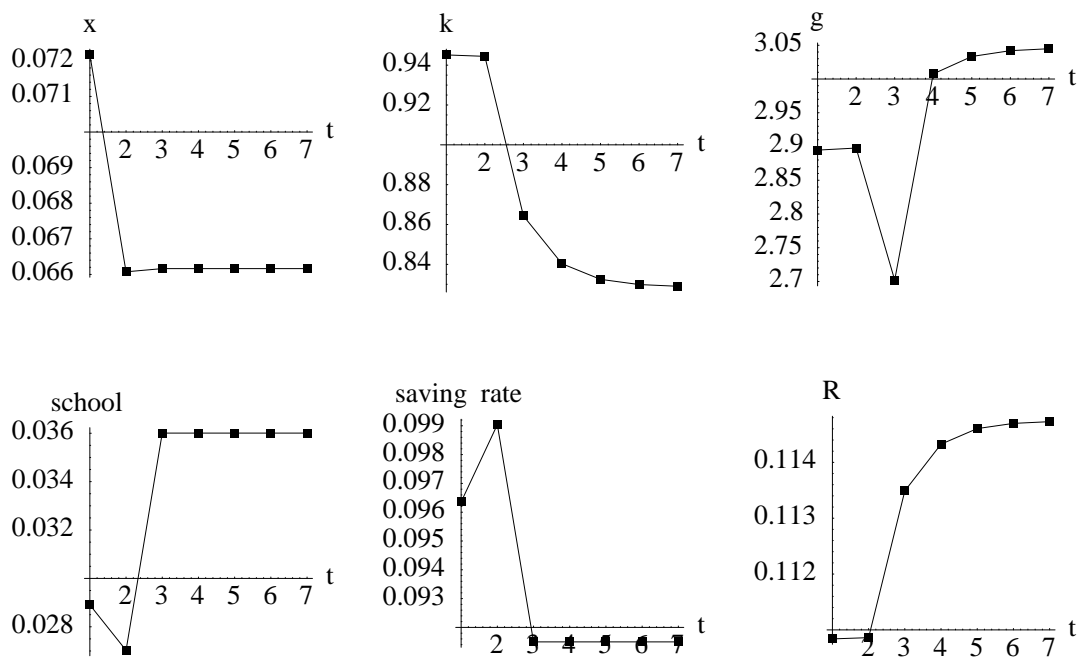 x
0.072
0.071
0.069
0.068
0.067
0.066
2 3 4 5 6 7
t
k
0.94
0.92
0.88
0.86
0.84
2 3 4 5 6 7
t
g
3.05
2.95
2.9
2.85
2.8
2.75
2.7
2 3 4 5 6 7
t
school
0.036
0.034
0.032
0.028
2 3 4 5 6 7
t
saving rate
0.099
0.098
0.097
0.096
0.095
0.094
0.093
2 3 4 5 6 7
t
R
0.114
0.113
0.112
2 3 4 5 6 7
t